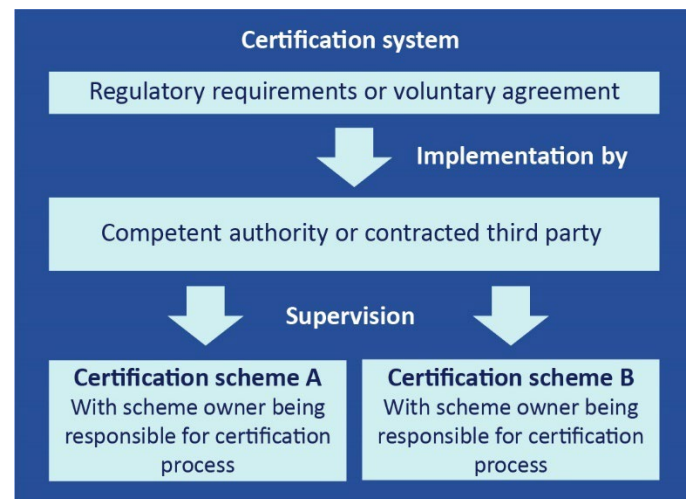 Certification system
Regulatory requirements or voluntary agreement
Implementation by
Competent authority or contracted third party
Supervision
Certification scheme A
With scheme owner being
responsible for certification
process
Certification scheme B
With scheme owner being
responsible for certification
process